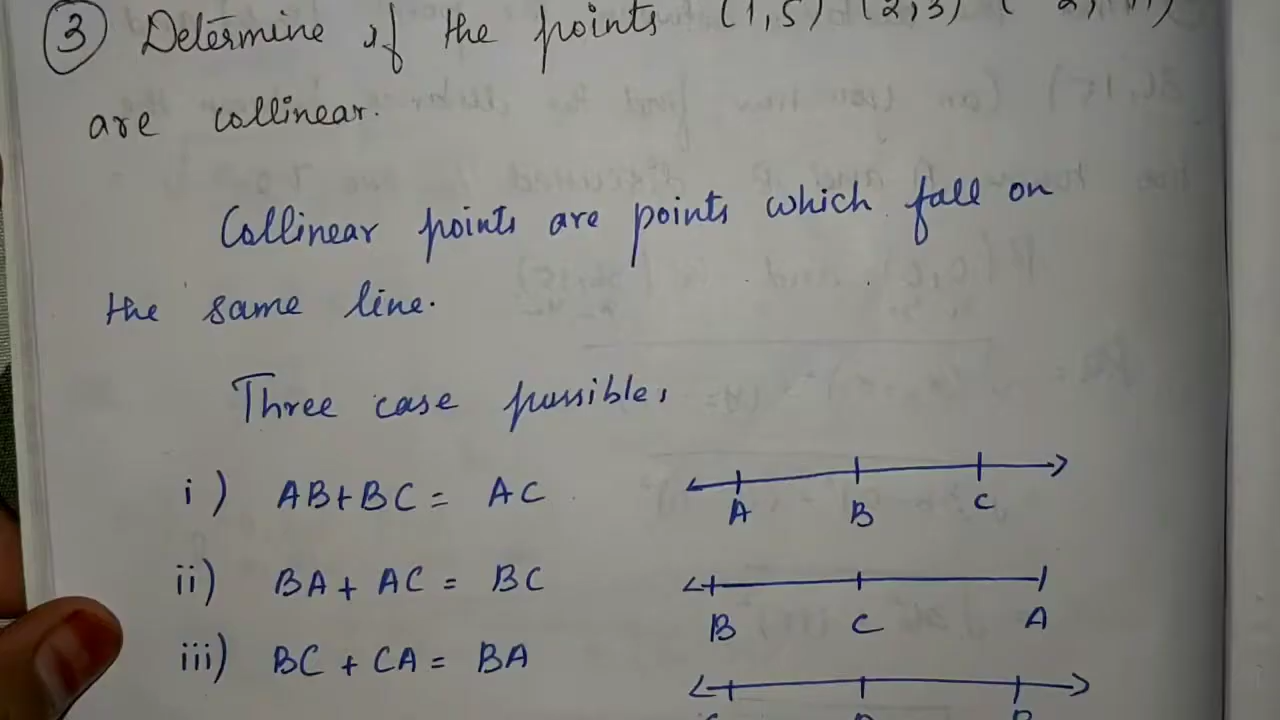 3 Determine if the points (1,5) (2,3) (
are collinear.
Collinear points are points which fall on
the same line.
Three case possible,
i) AB+BC = AC
A B C
ii) BA + AC = BC
B C A
iii) BC + CA = BA